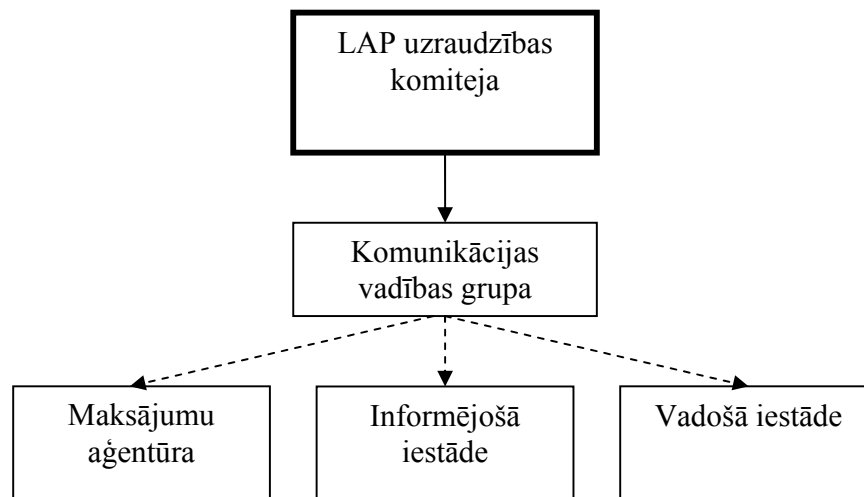 LAP uzraudzības
komiteja
Komunikācijas
vadības grupa
Maksājumu
aģentūra
Informējošā
iestāde
Vadošā iestāde